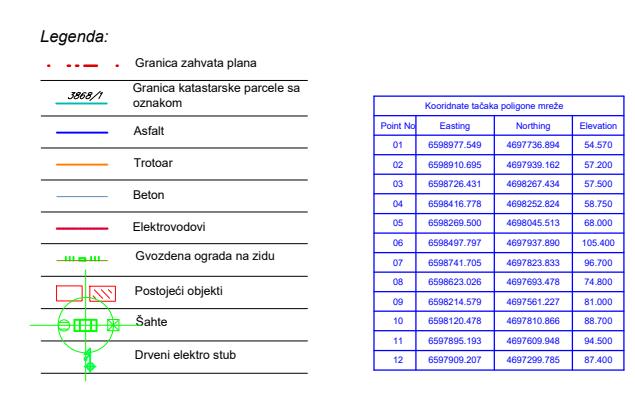 Legenda:
Granica zahvata plana
3868/1
Granica katastarske parcele sa
oznakom
Asfalt
Trotoar
Beton
Elektrovodovi
Gvozdena ograda na zidu
Postojeći objekti
Šahte
Drveni elektro stub
Kooridnate tačaka poligone mreže
Point No Easting Northing Elevation
01 6598977.549 4697736.894 54.570
02 6598910.695 4697939.162 57.200
03 6598726.431 4698267.434 57.500
04 6598416.778 4698252.824 58.750
05 6598269.500 4698045.513 68.000
06 6598497.797 4697937.890 105.400
07 6598741.705 4697823.833 96.700
08 6598623.026 4697693.478 74.800
09 6598214.579 4697561.227 81.000
10 6598120.478 4697810.866 88.700
11 6597895.193 4697609.948 94.500
12 6597909.207 4697299.785 87.400